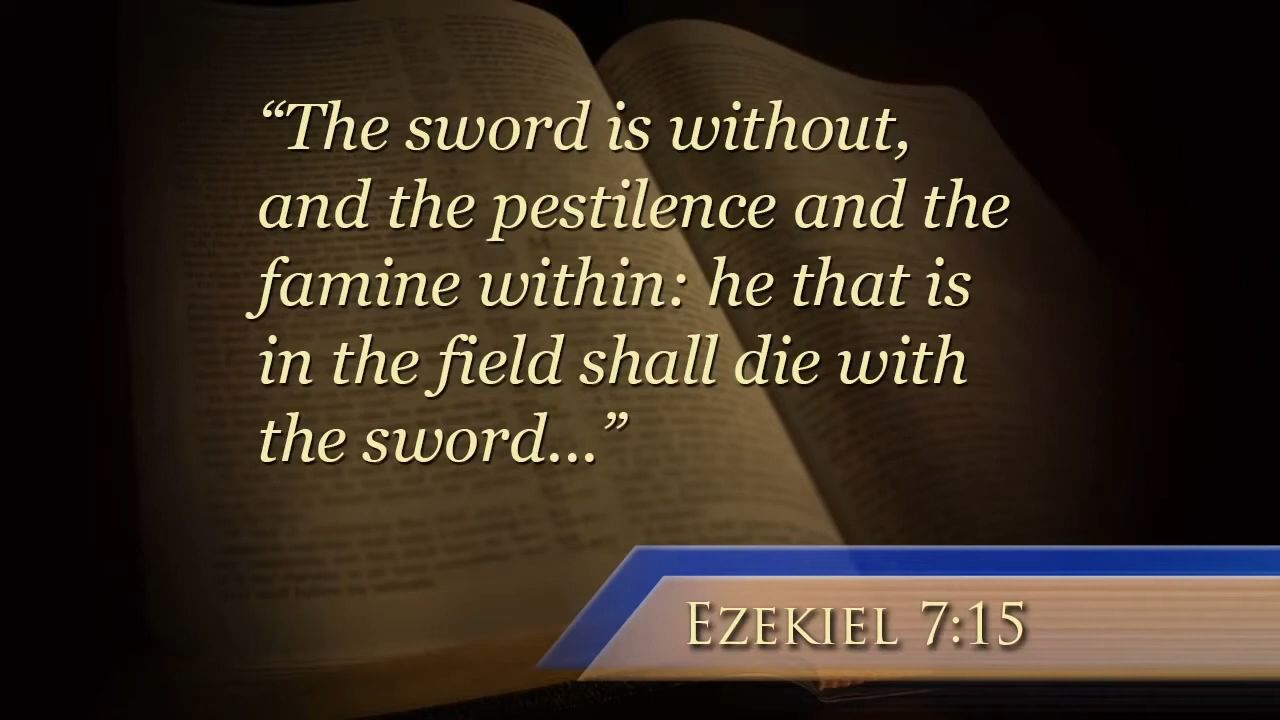 “The sword is without,
and the pestilence and the
famine within: he that is
in the field shall die with
the sword...”
EZEKIEL 7:15